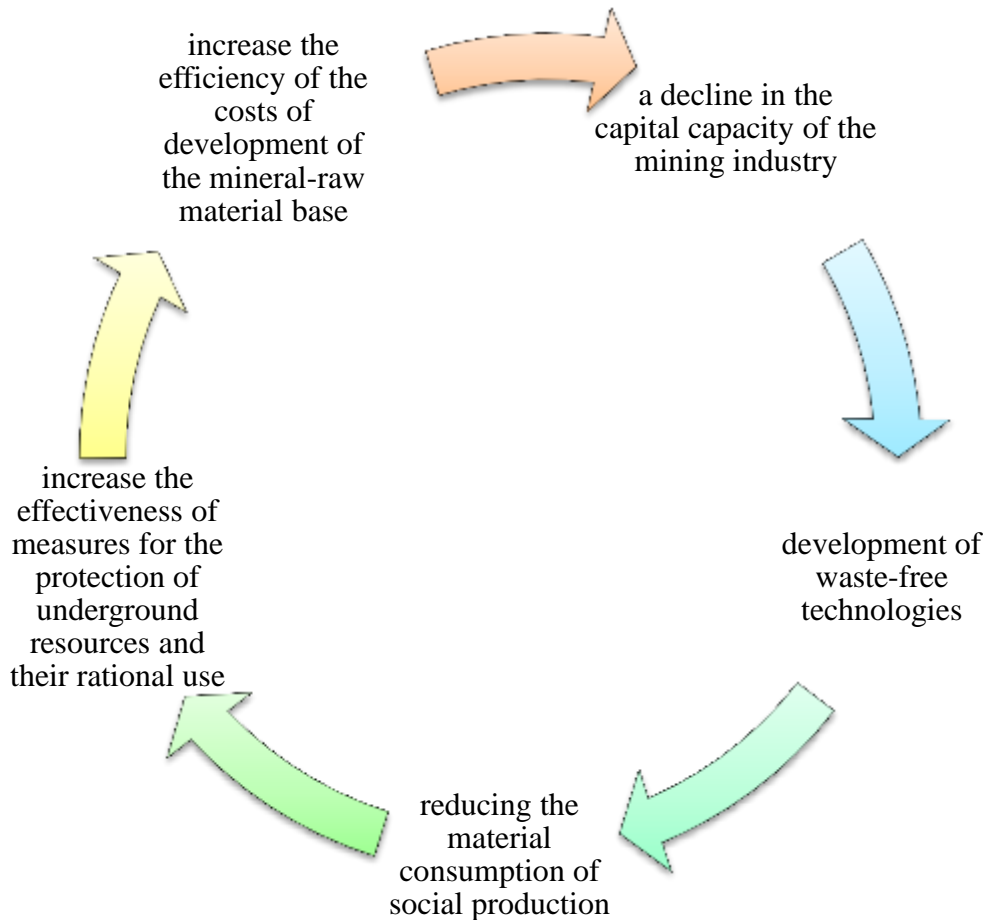 increase the
efficiency of the
costs of
development of
the mineral-raw
material base
a decline in the
capital capacity of the
mining industry
development of
waste-free
technologies
reducing the
material
consumption of
social production
increase the
effectiveness of
measures for the
protection of
underground
resources and
their rational use